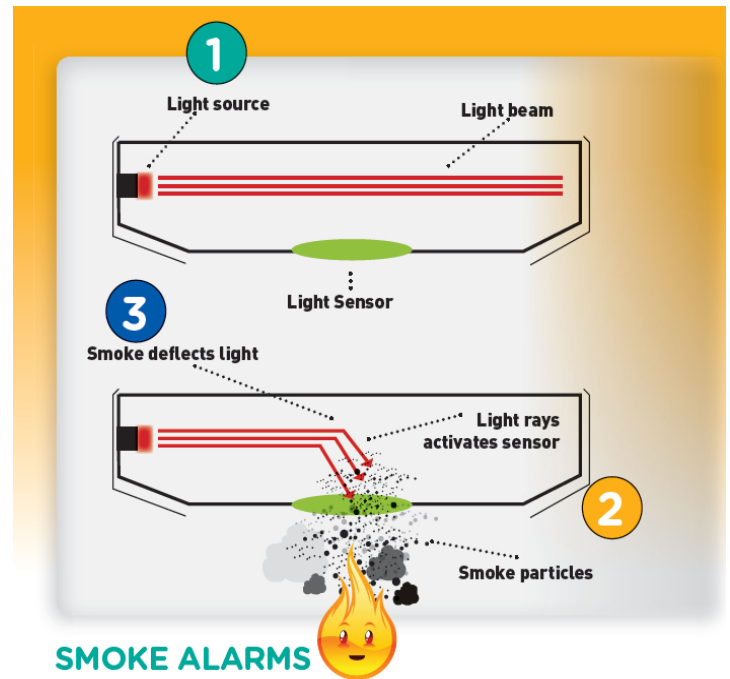 1
Light source
Light beam
Light Sensor
3
Smoke deflects light
Light rays
activates sensor
2
Smoke particles
SMOKE ALARMS